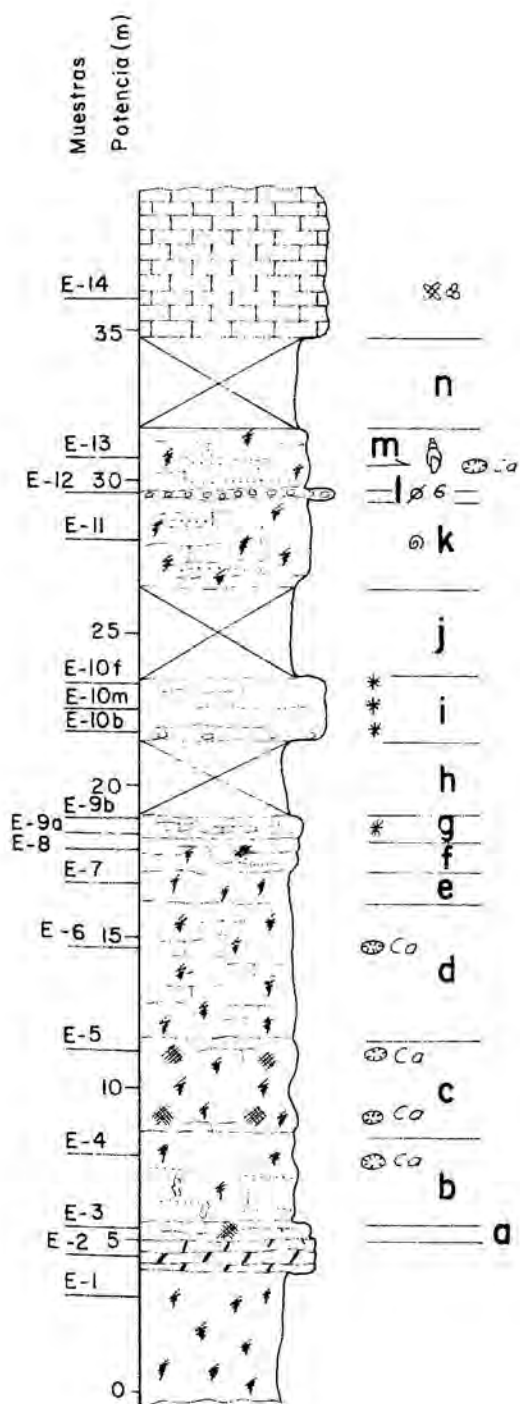 Muestras
Potencia (m)
E-14
35
n
E-13
m
Ca
E-12
30
l ø 6
E-11
k
25
j
E-10f
E-10m
i
E-10b
h
20
E-9b
E-9a
g
E-8
f
E-7
e
E-6
15
Ca
d
E-5
Ca
10
c
Ca
E-4
Ca
b
E-3
a
E-2
5
E-1
0